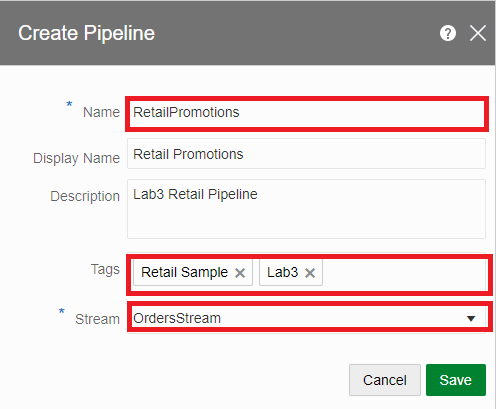 Create Pipeline ?
* Name RetailPromotions
Display Name Retail Promotions
Description Lab3 Retail Pipeline
Tags Retail Sample × Lab3 ×
* Stream OrdersStream
Cancel Save